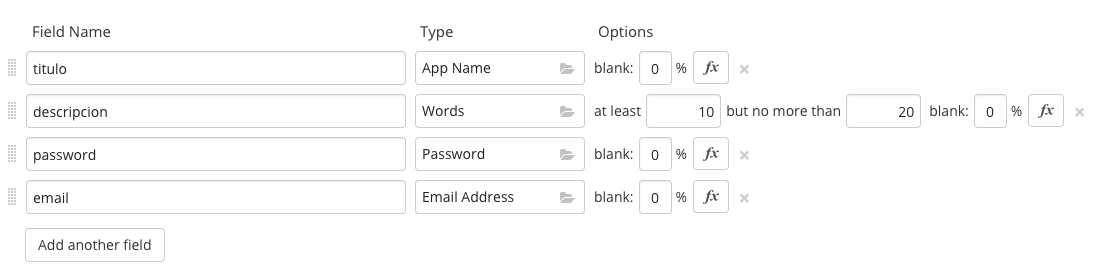 Field Name Type Options
titulo App Name blank: 0 % fx ×
descripcion Words at least 10 but no more than 20 blank: 0 % fx ×
password Password blank: 0 % fx ×
email Email Address blank: 0 % fx ×
Add another field